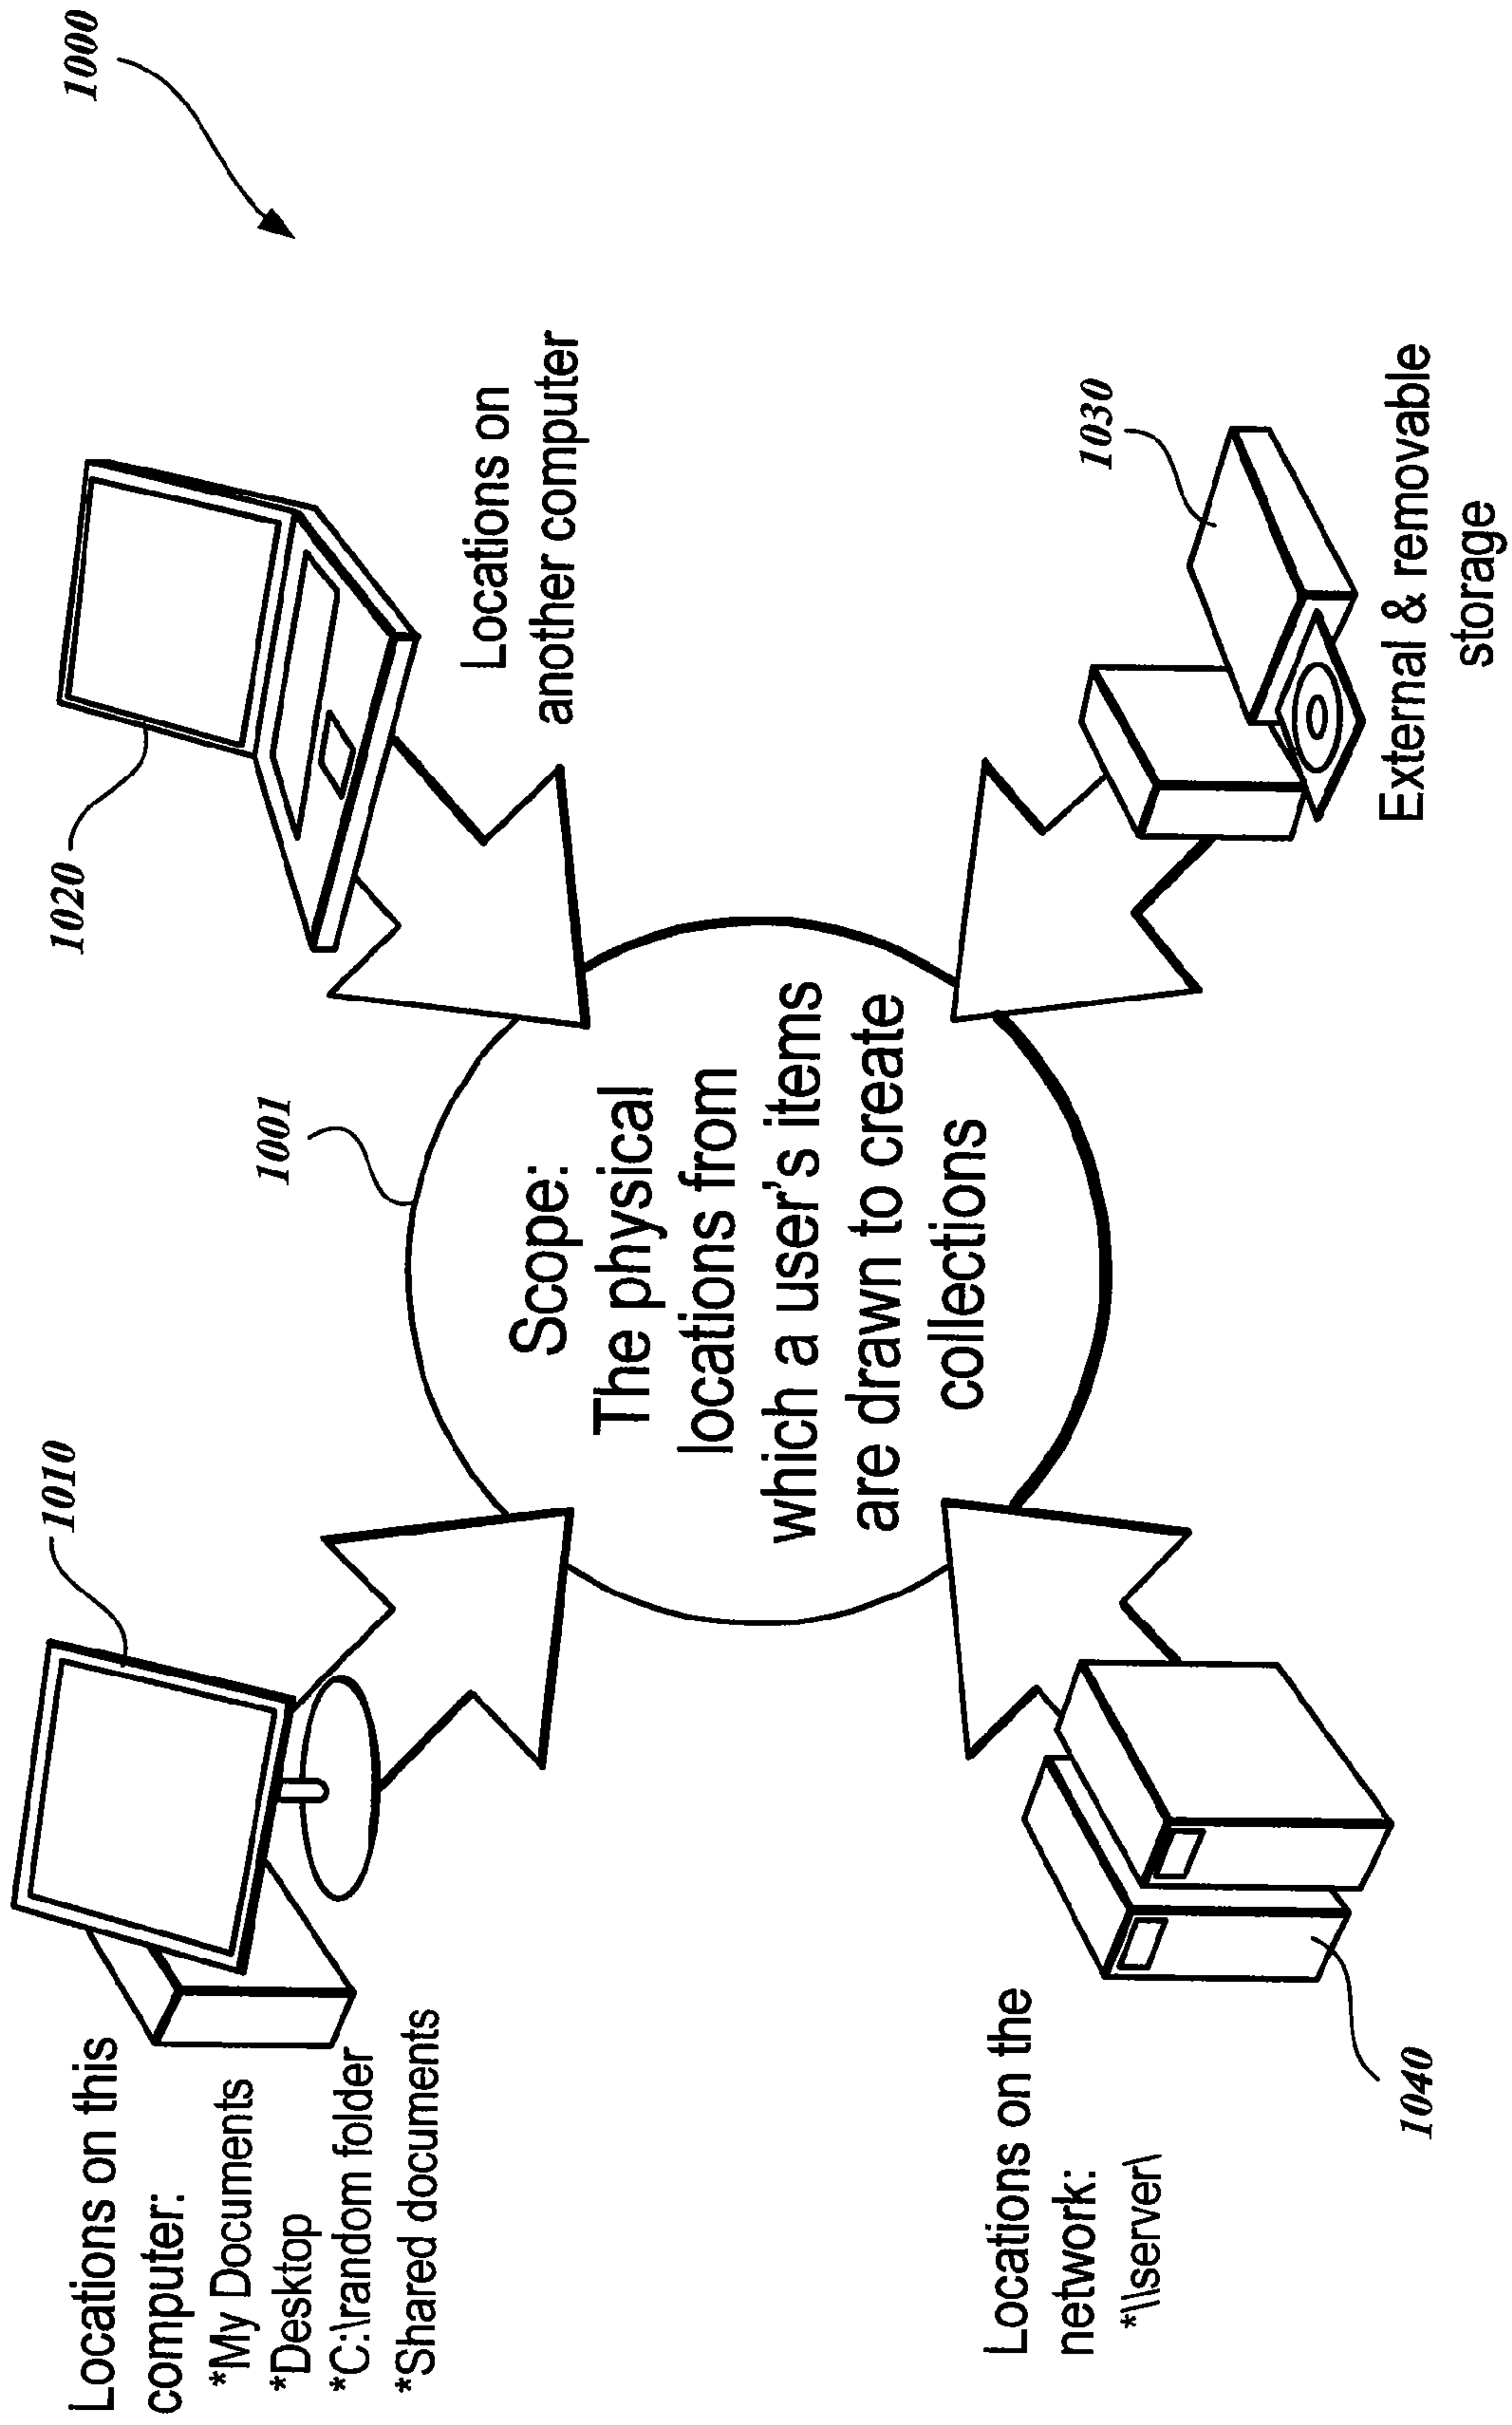 1000
1010
1020
Locations on this
computer:
*My Documents
*Desktop
*C:\random folder
*Shared documents
Locations on
another computer
1001
Scope:
The physical
locations from
which a user's items
are drawn to create
collections
Locations on the
network:
*\\server\
1040
1030
External & removable
storage